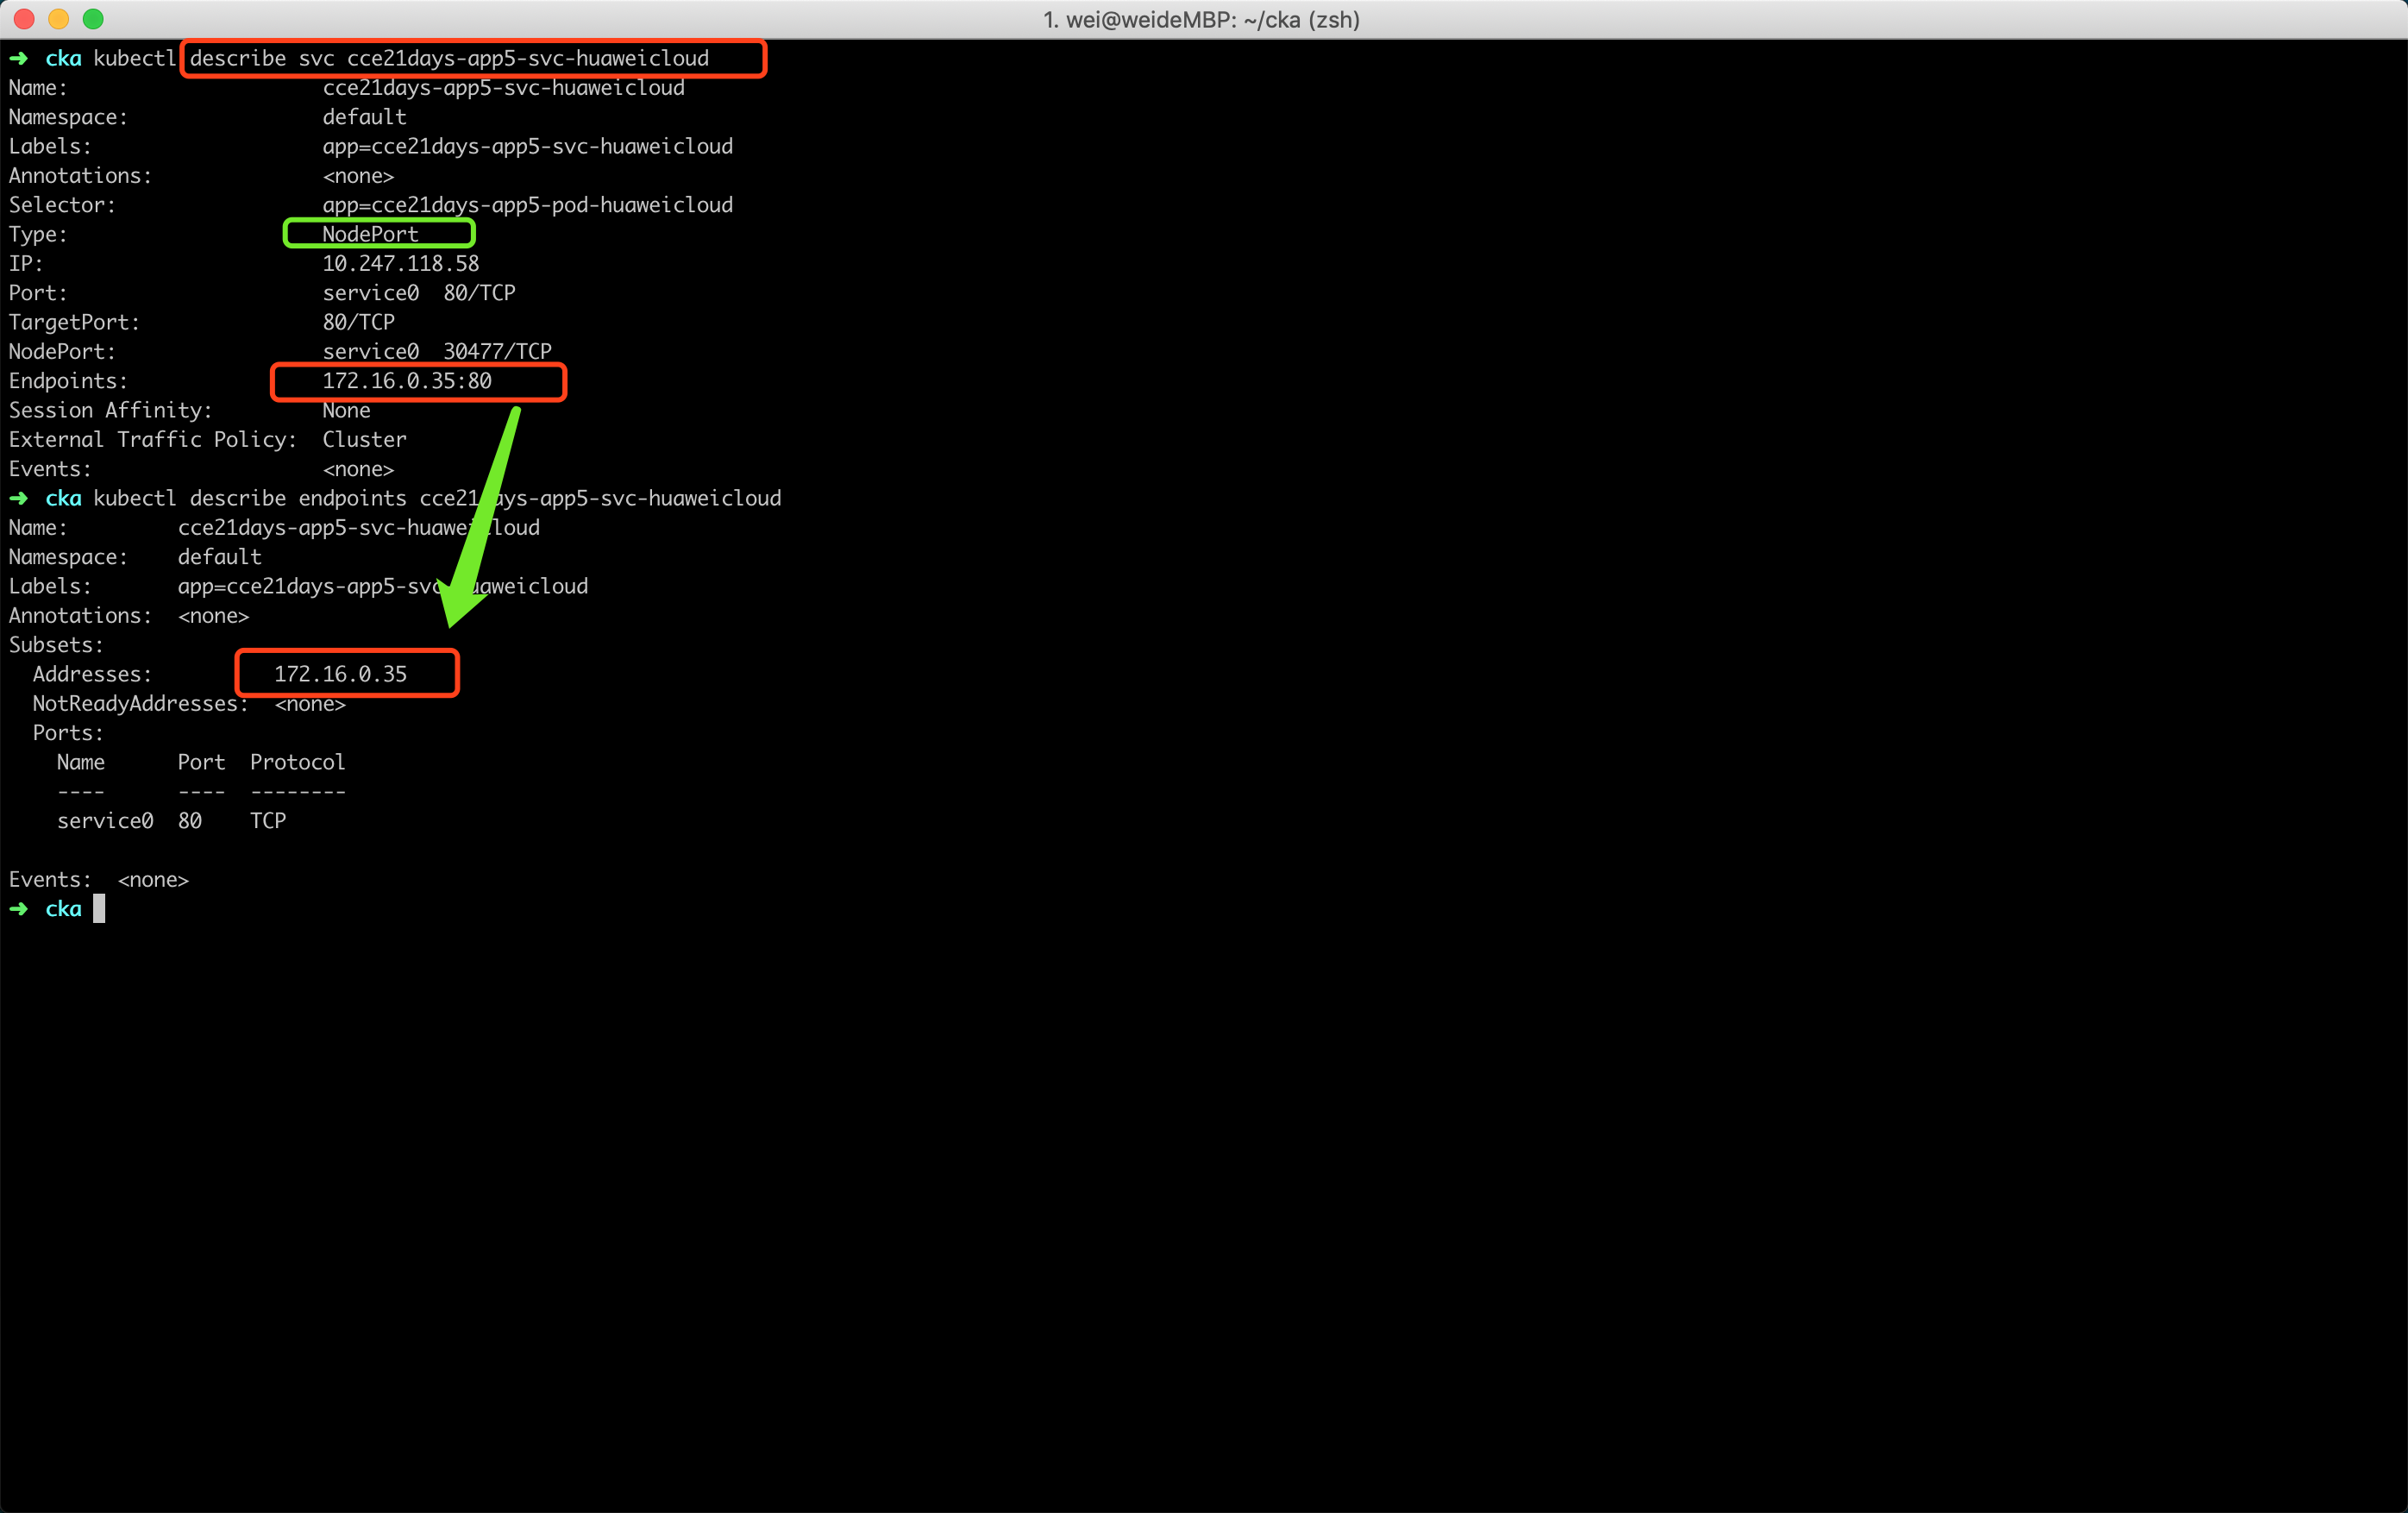 1. wei@weideMBP: ~/cka (zsh)
➜ cka kubectl describe svc cce21days-app5-svc-huaweicloud
Name: cce21days-app5-svc-huaweicloud
Namespace: default
Labels: app=cce21days-app5-svc-huaweicloud
Annotations: <none>
Selector: app=cce21days-app5-pod-huaweicloud
Type: NodePort
IP: 10.247.118.58
Port: service0 80/TCP
TargetPort: 80/TCP
NodePort: service0 30477/TCP
Endpoints: 172.16.0.35:80
Session Affinity: None
External Traffic Policy: Cluster
Events: <none>
➜ cka kubectl describe endpoints cce21days-app5-svc-huaweicloud
Name: cce21days-app5-svc-huaweicloud
Namespace: default
Labels: app=cce21days-app5-svc-huaweicloud
Annotations: <none>
Subsets:
Addresses: 172.16.0.35
NotReadyAddresses: <none>
Ports:
Name Port Protocol
---- ---- --------
service0 80 TCP
Events: <none>
➜ cka